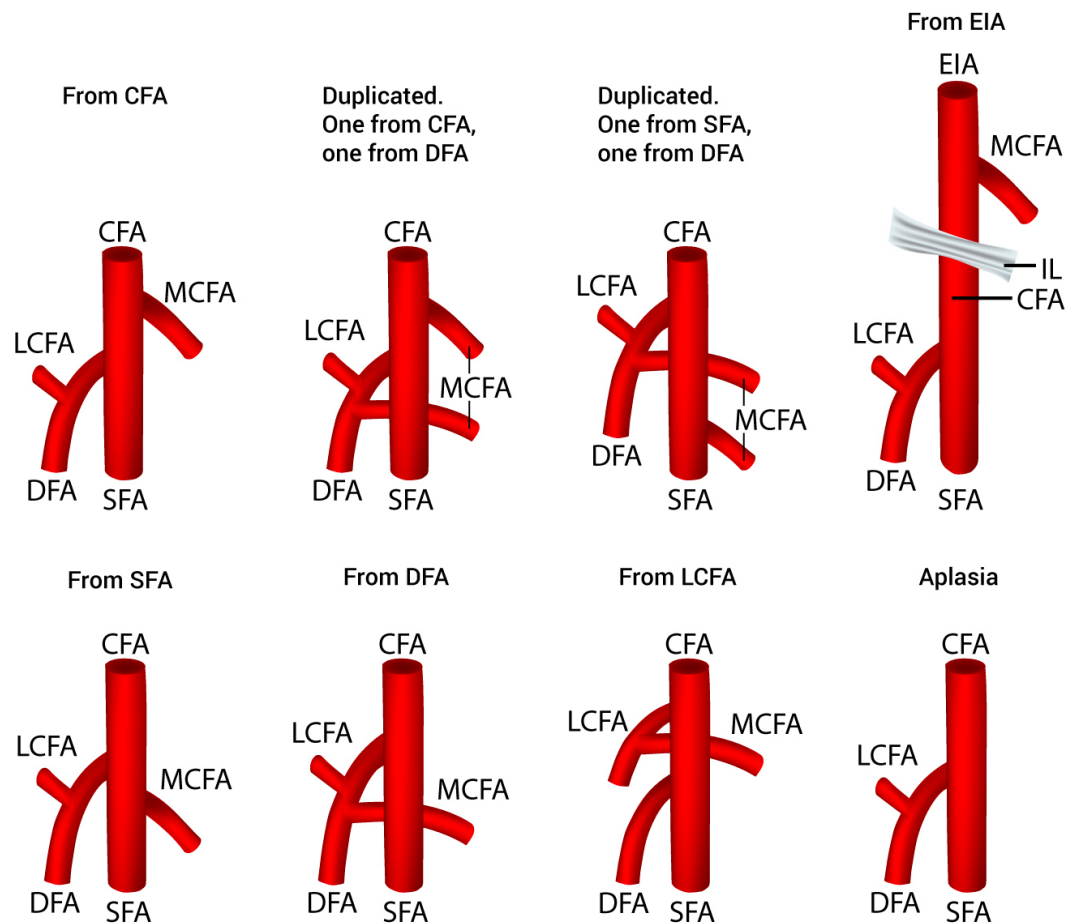 From CFA
CFA
MCFA
LCFA
DFA
SFA
Duplicated.
One from CFA,
one from DFA
CFA
LCFA
MCFA
DFA
SFA
Duplicated.
One from SFA,
one from DFA
CFA
LCFA
MCFA
DFA
SFA
From EIA
EIA
MCFA
IL
CFA
LCFA
DFA
SFA
From SFA
CFA
LCFA
MCFA
DFA
SFA
From DFA
CFA
LCFA
MCFA
DFA
SFA
From LCFA
CFA
LCFA
MCFA
DFA
SFA
Aplasia
CFA
LCFA
DFA
SFA